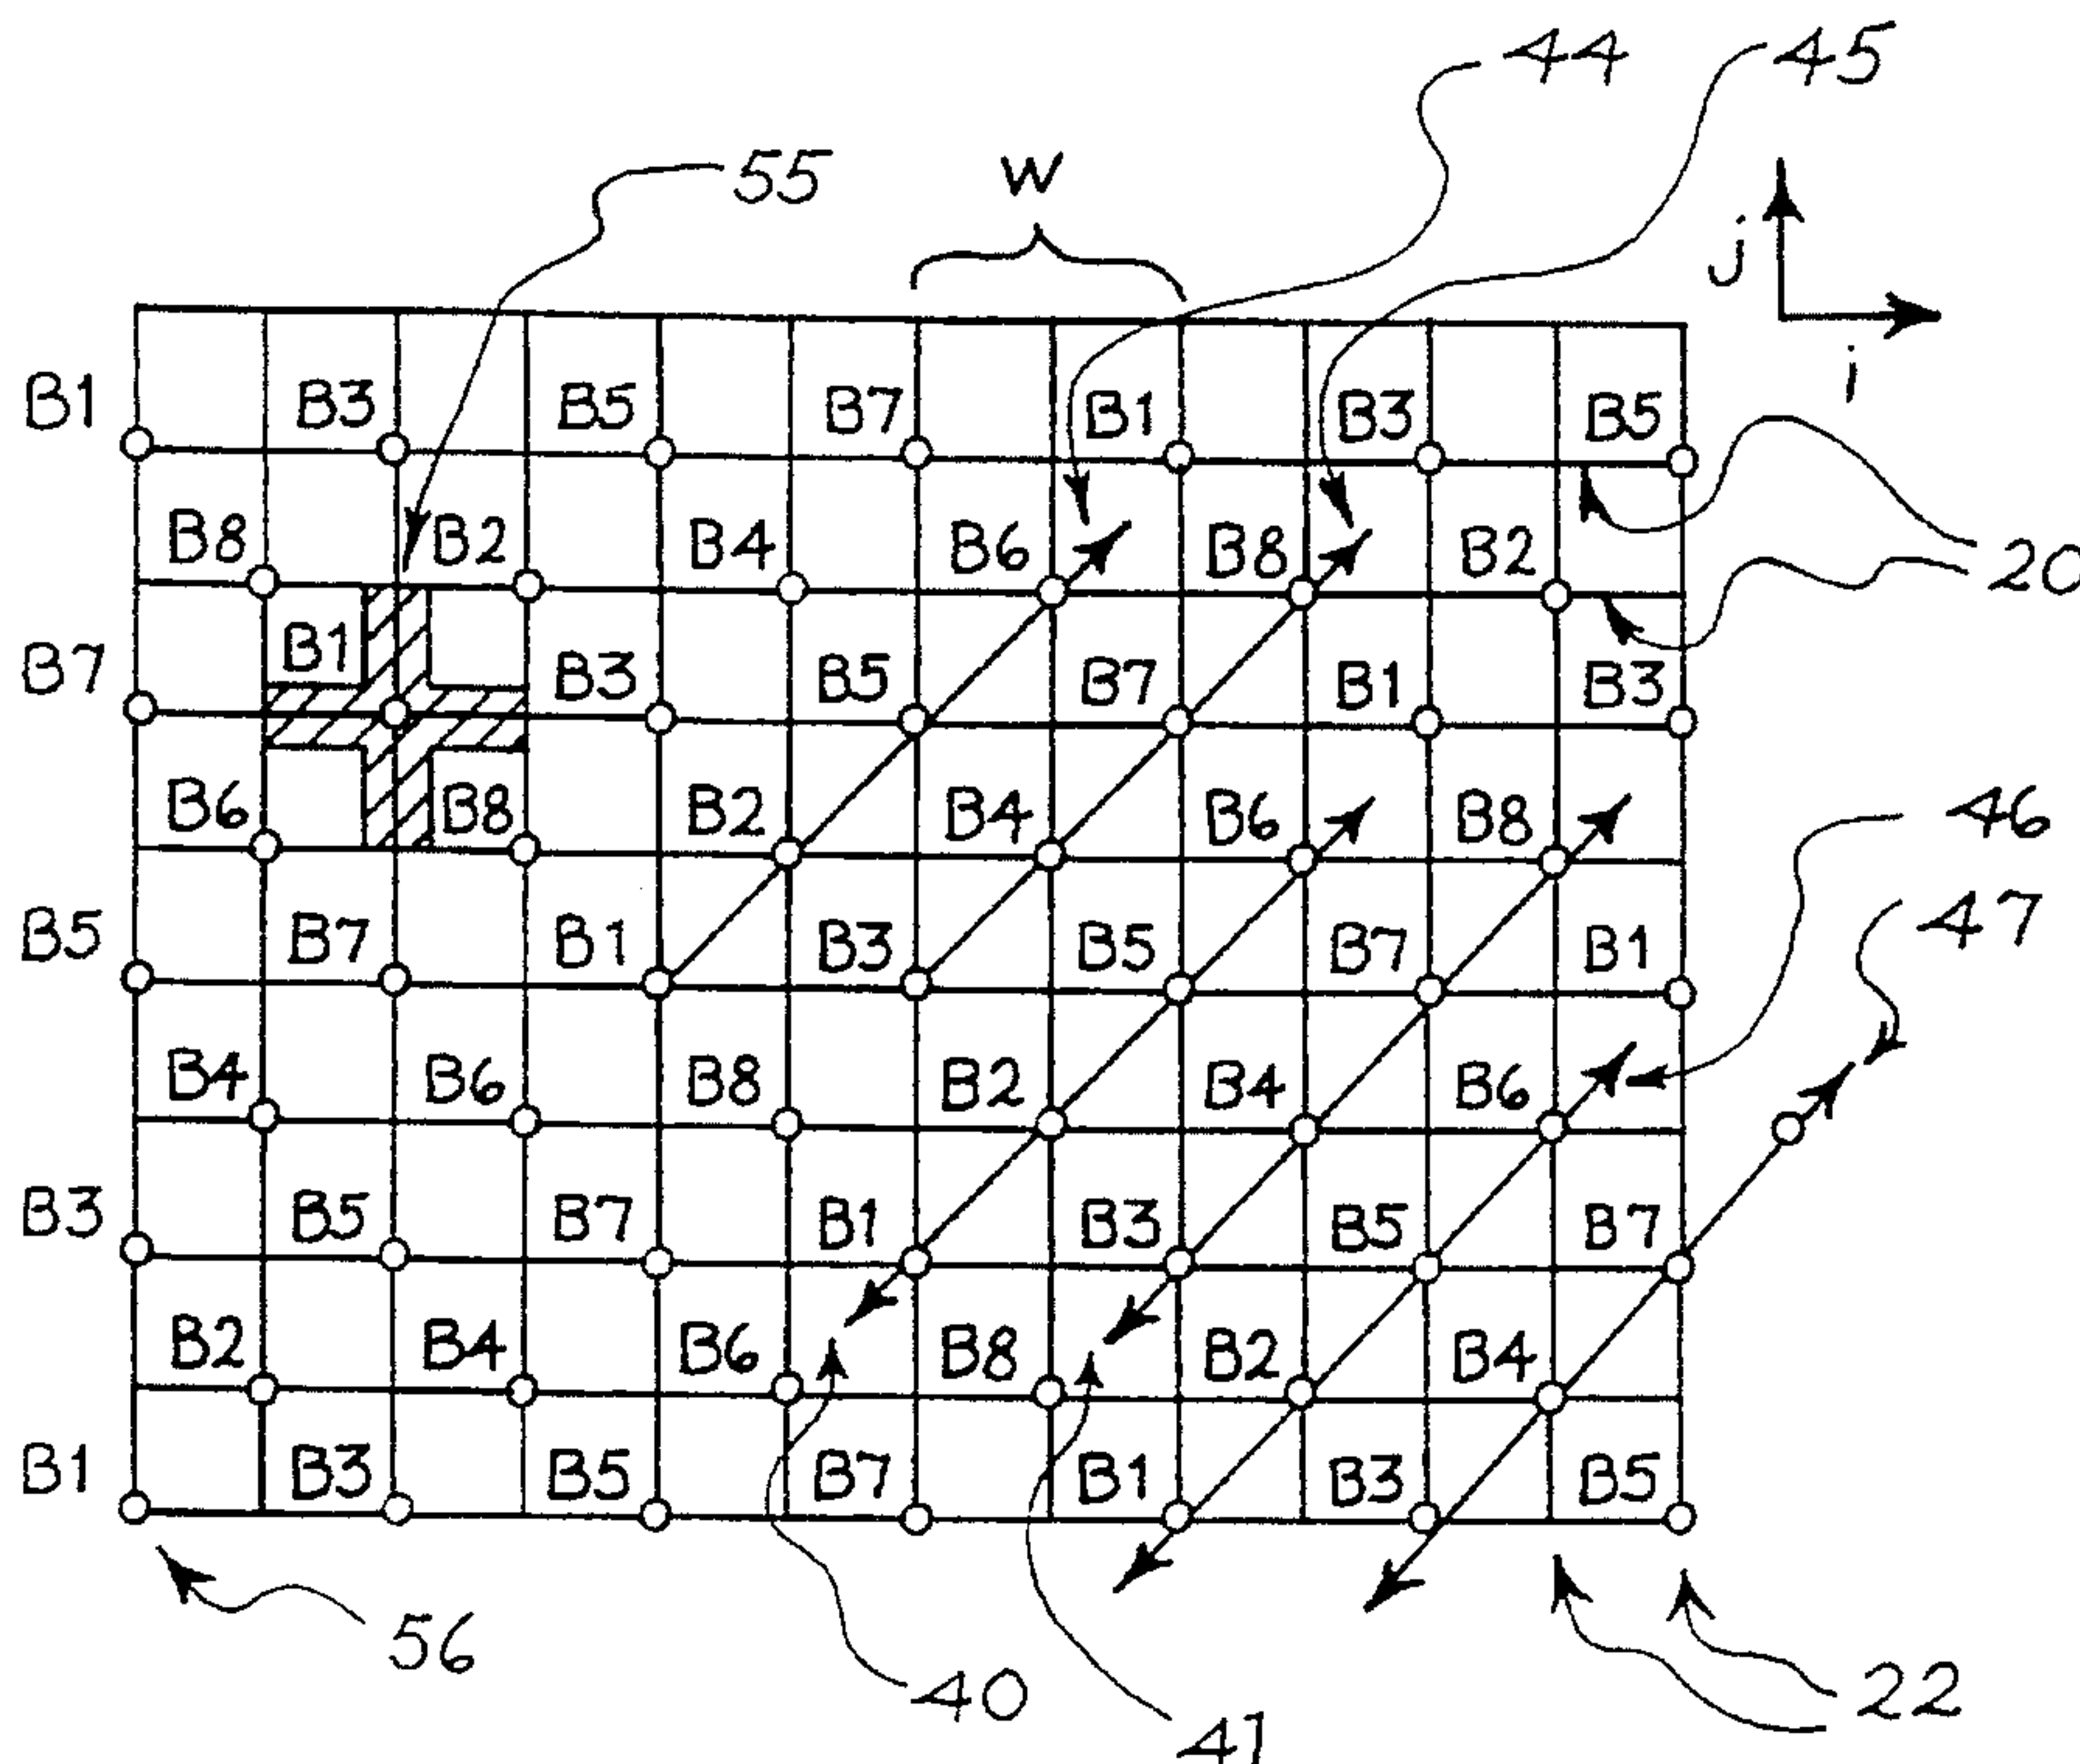 44 45
55 W
j
i
B1 B3 B5 B7 B1 B3 B5
B8 B2 B4 B6 B8 B2
20
B7 B1 B3 B5 B7 B1 B3
B6 B8 B2 B4 B6 B8
46
B5 B7 B1 B3 B5 B7 B1
47
B4 B6 B8 B2 B4 B6
B3 B5 B7 B1 B3 B5 B7
B2 B4 B6 B8 B2 B4
B1 B3 B5 B7 B1 B3 B5
56
40 41 22